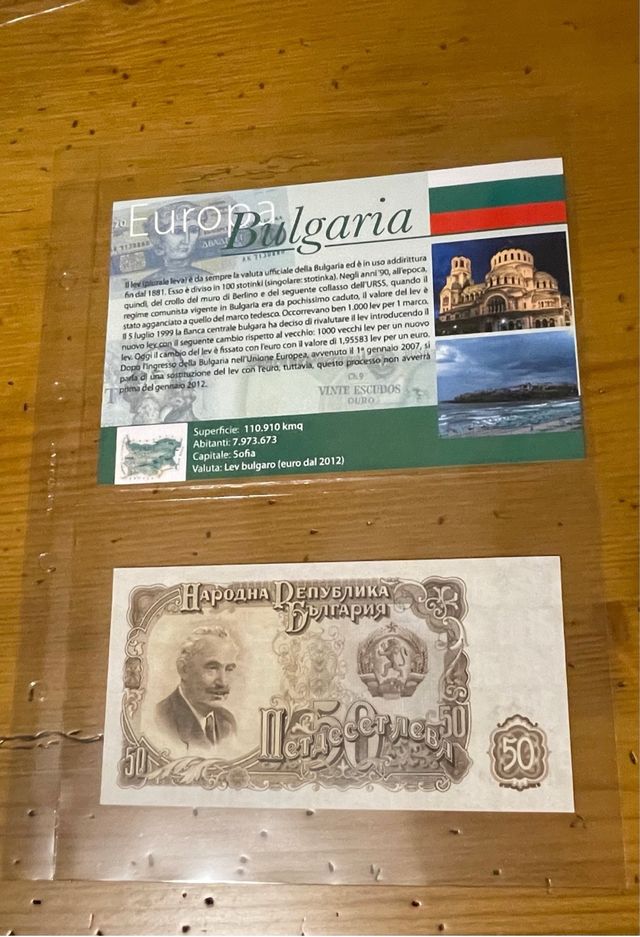 Europa
Bulgaria
Il lev (plurale leva) è da sempre la valuta ufficiale della Bulgaria ed è in uso addirittura
fin dal 1881. Esso è diviso in 100 stotinki (singolare: stotinka). Negli anni '90, all'epoca,
quindi, del crollo del muro di Berlino e del seguente collasso dell'URSS, quando il
regime comunista vigente in Bulgaria era da pochissimo caduto, il valore del lev è
stato agganciato a quello del marco tedesco. Occorrevano ben 1.000 lev per 1 marco.
Il 5 luglio 1999 la Banca centrale bulgara ha deciso di rivalutare il lev introducendo il
nuovo lev con il seguente cambio rispetto al vecchio: 1000 vecchi lev per un nuovo
lev. Oggi il cambio del lev è fissato con l'euro con il valore di 1,95583 lev per un euro.
Dopo l'ingresso della Bulgaria nell'Unione Europea, avvenuto il 1° gennaio 2007, si
parla di una sostituzione del lev con l'euro, tuttavia, questo processo non avverrà
prima del gennaio 2012.
Ch.9
VINTE ESCUDOS
OURO
Superficie: 110.910 kmq
Abitanti: 7.973.673
Capitale: Sofia
Valuta: Lev bulgaro (euro dal 2012)
НАРОДНА РЕПУБЛИКА
БЪЛГАРИЯ
50
50
ПЕТДЕСЕТ ЛЕВА
50
50